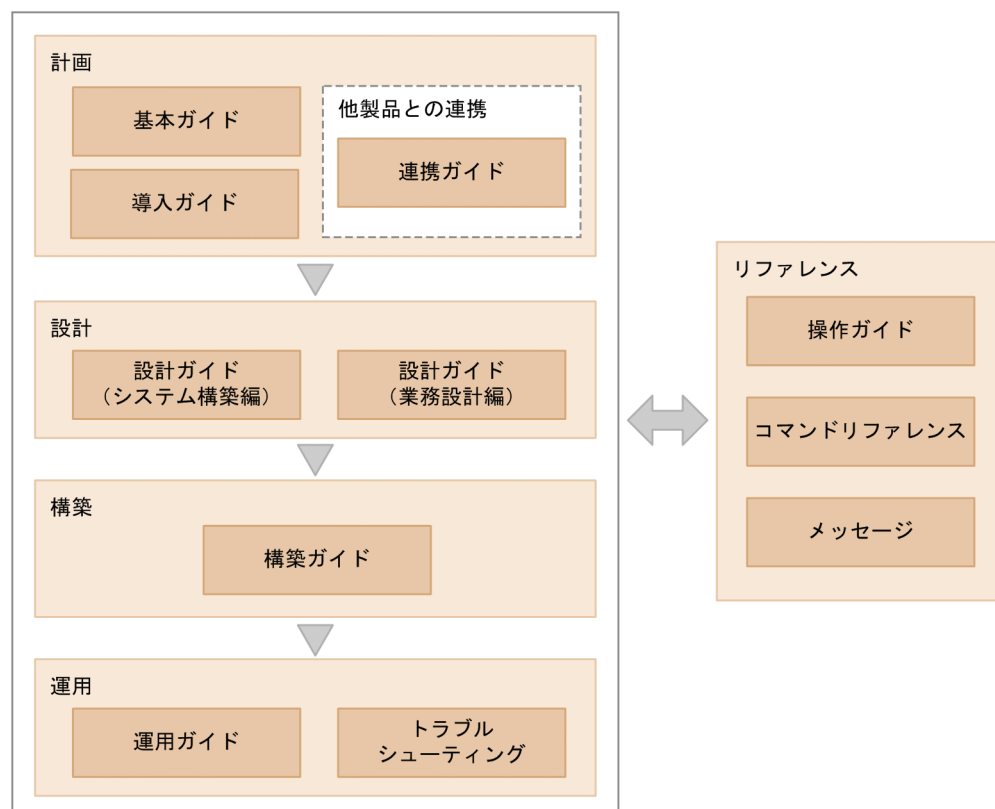 計画
基本ガイド
導入ガイド
他製品との連携
連携ガイド
設計
設計ガイド
（システム構築編）
設計ガイド
（業務設計編）
構築
構築ガイド
運用
運用ガイド
トラブル
シューティング
リファレンス
操作ガイド
コマンドリファレンス
メッセージ